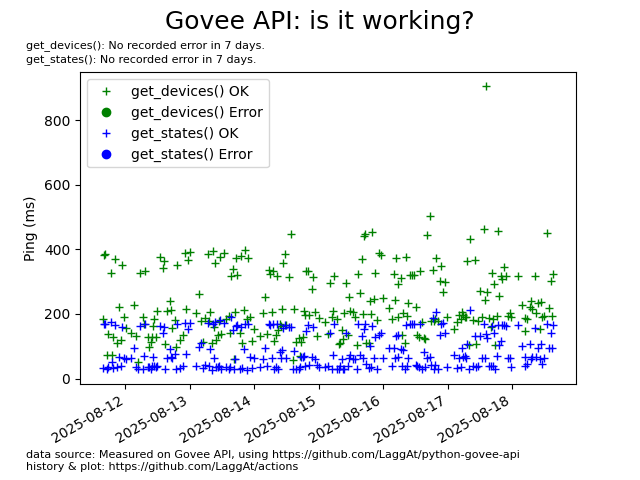 Govee API: is it working?
get_devices(): No recorded error in 7 days.
get_states(): No recorded error in 7 days.
get_devices() OK
get_devices() Error
get_states() OK
get_states() Error
Ping (ms)
800
600
400
200
0
2025-08-12
2025-08-13
2025-08-14
2025-08-15
2025-08-16
2025-08-17
2025-08-18
data source: Measured on Govee API, using https://github.com/LaggAt/python-govee-api
history & plot: https://github.com/LaggAt/actions